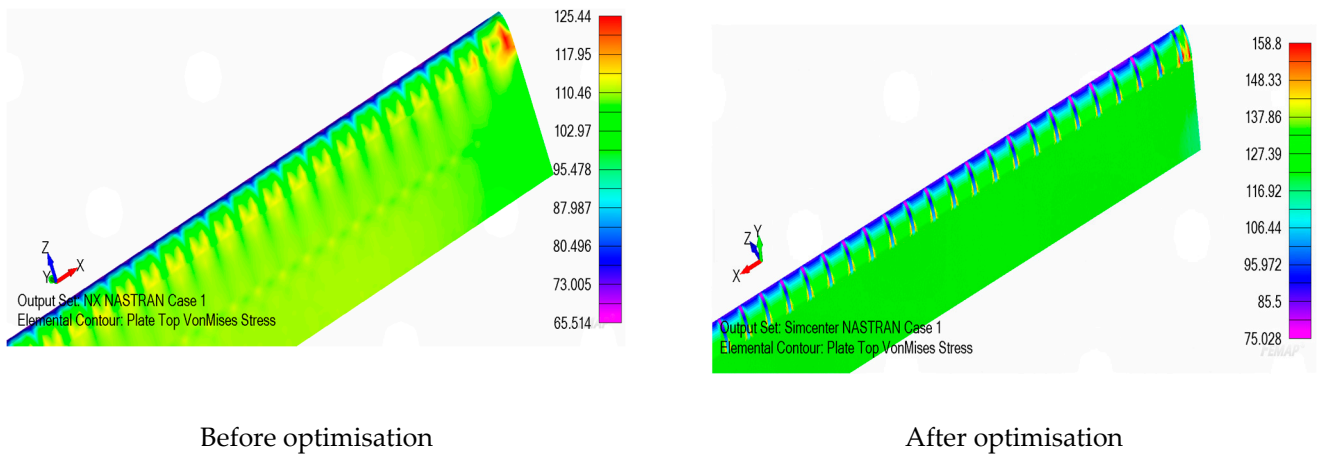 125.44
117.95
110.46
102.97
95.478
87.987
80.496
73.005
65.514
Z
X
Y
Output Set: NX NASTRAN Case 1
Elemental Contour: Plate Top VonMises Stress
Before optimisation
158.8
148.33
137.86
127.39
116.92
106.44
95.972
85.5
75.028
Z Y
X
Output Set: Simcenter NASTRAN Case 1
Elemental Contour: Plate Top VonMises Stress
FEMAP
After optimisation